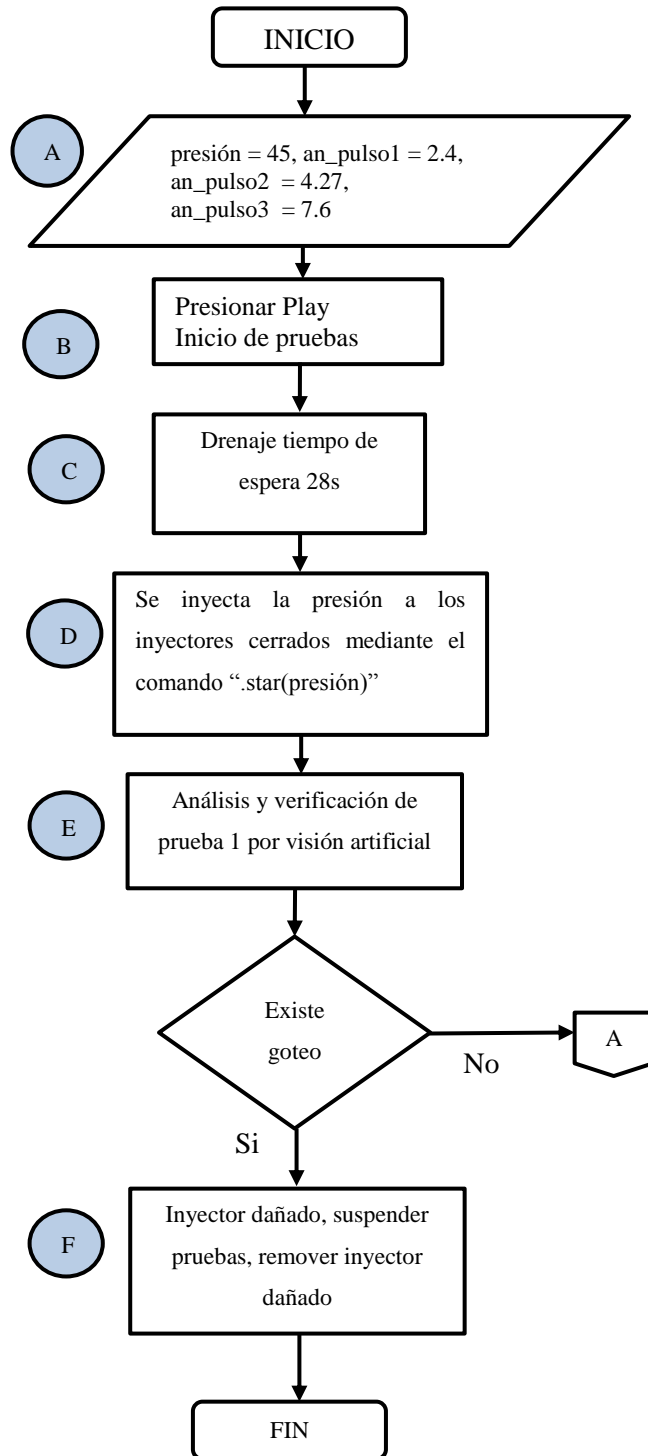 INICIO
A
presión = 45, an_pulso1 = 2.4,
an_pulso2 = 4.27,
an_pulso3 = 7.6
B
Presionar Play
Inicio de pruebas
C
Drenaje tiempo de
espera 28s
D
Se inyecta la presión a los
inyectores cerrados mediante el
comando “.star(presión)”
E
Análisis y verificación de
prueba 1 por visión artificial
Existe
goteo
No
A
Si
F
Inyector dañado, suspender
pruebas, remover inyector
dañado
FIN